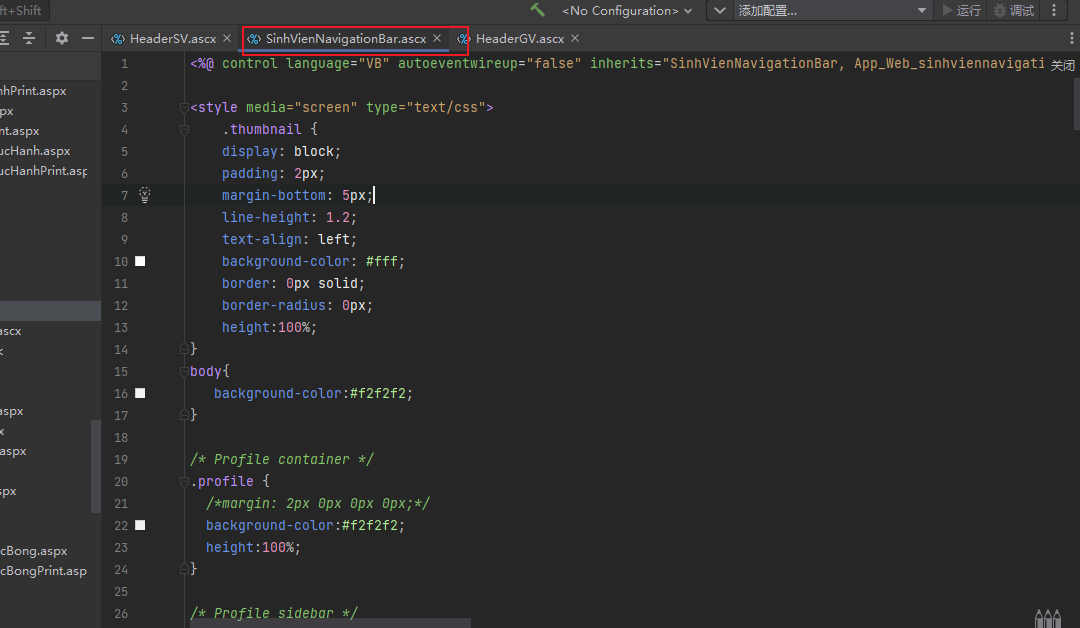 ft+Shift <No Configuration> 添加配置... 运行 调试
HeaderSV.ascx SinhVienNavigationBar.ascx HeaderGV.ascx
hPrint.aspx
px
nt.aspx
ucHanh.aspx
ucHanhPrint.asp
ascx
aspx
x
aspx
px
cBong.aspx
cBongPrint.asp
1 <%@ control language="VB" autoeventwireup="false" inherits="SinhVienNavigationBar, App_Web_sinhviennavigati 关闭
2
3 <style media="screen" type="text/css">
4 .thumbnail {
5 display: block;
6 padding: 2px;
7 margin-bottom: 5px;
8 line-height: 1.2;
9 text-align: left;
10 background-color: #fff;
11 border: 0px solid;
12 border-radius: 0px;
13 height:100%;
14 }
15 body{
16 background-color:#f2f2f2;
17 }
18
19 /* Profile container */
20 .profile {
21 /*margin: 2px 0px 0px 0px;*/
22 background-color:#f2f2f2;
23 height:100%;
24 }
25
26 /* Profile sidebar */